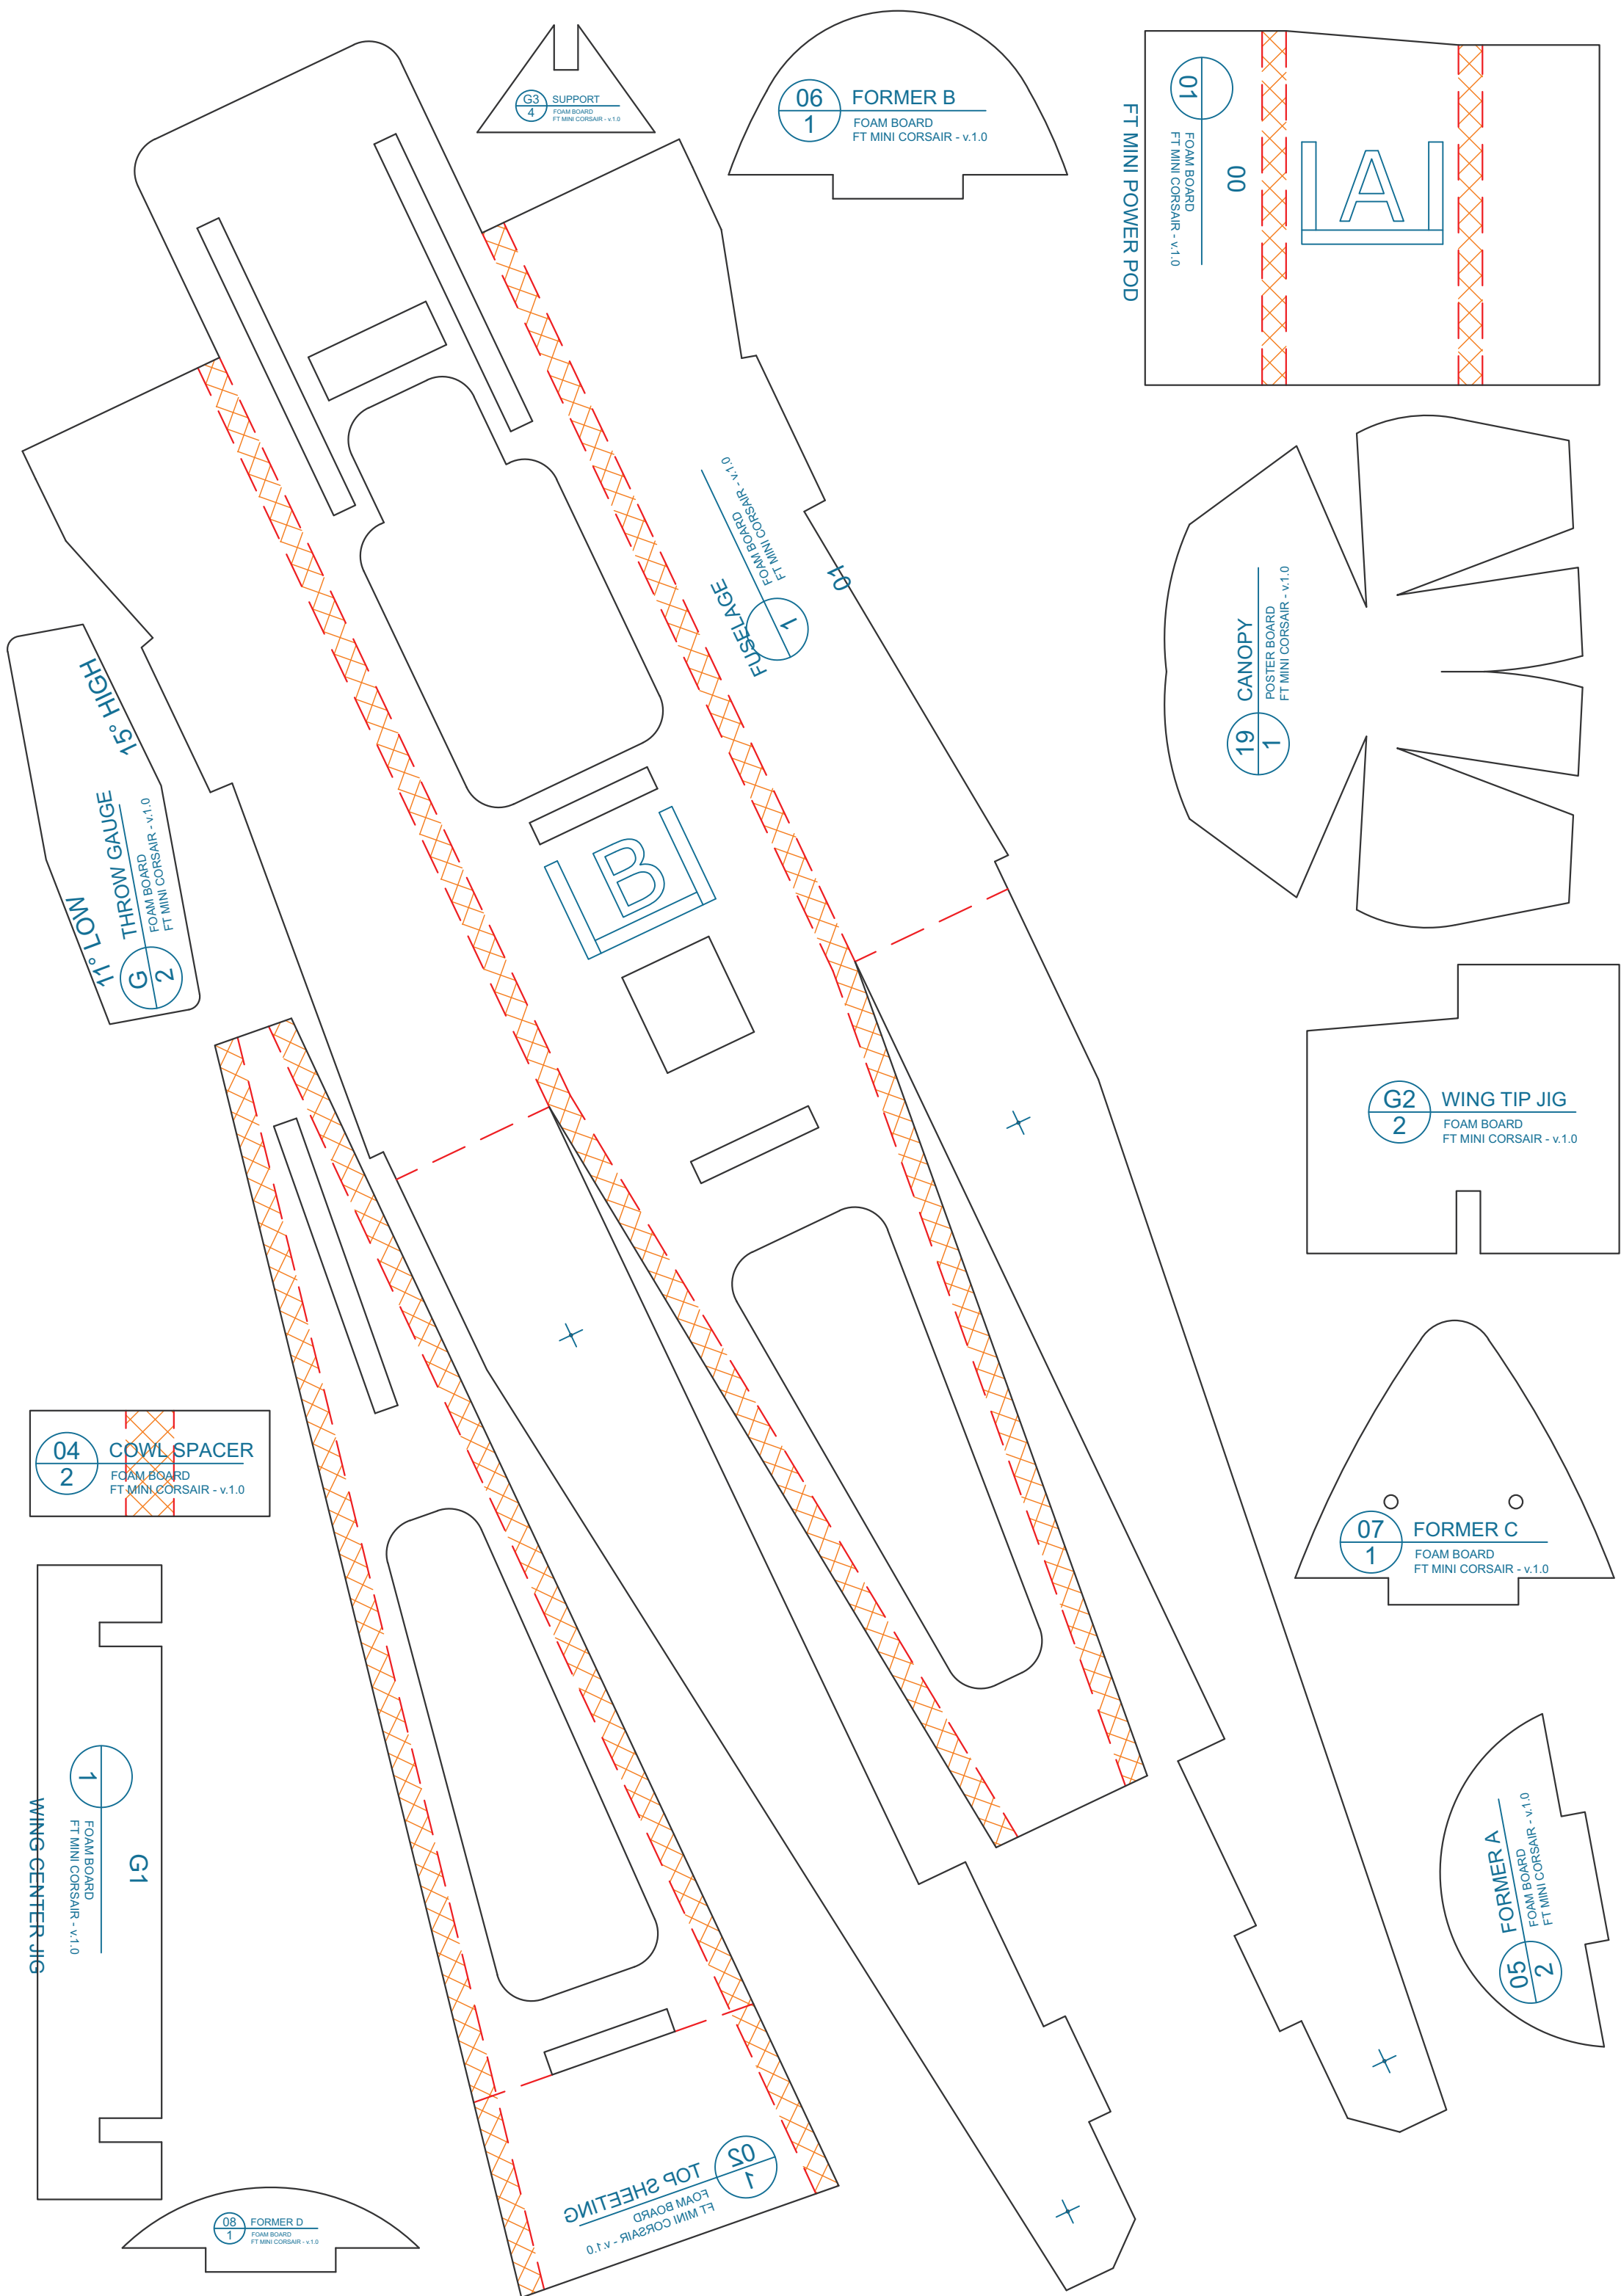 G3
4
SUPPORT
FOAM BOARD
FT MINI CORSAIR - v.1.0
06
1
FORMER B
FOAM BOARD
FT MINI CORSAIR - v.1.0
01
FOAM BOARD
FT MINI CORSAIR - v.1.0
00
FT MINI POWER POD
A
FUSELAGE
1
FOAM BOARD
FT MINI CORSAIR - v.1.0
01
B
19
1
CANOPY
POSTER BOARD
FT MINI CORSAIR - v.1.0
15° HIGH
11° LOW
G
2
THROW GAUGE
FOAM BOARD
FT MINI CORSAIR - v.1.0
G2
2
WING TIP JIG
FOAM BOARD
FT MINI CORSAIR - v.1.0
04
2
COWL SPACER
FOAM BOARD
FT MINI CORSAIR - v.1.0
07
1
FORMER C
FOAM BOARD
FT MINI CORSAIR - v.1.0
1
FOAM BOARD
FT MINI CORSAIR - v.1.0
G1
WING CENTER JIG
05
2
FORMER A
FOAM BOARD
FT MINI CORSAIR - v.1.0
02
1
TOP SHEETING
FOAM BOARD
FT MINI CORSAIR - v.1.0
08
1
FORMER D
FOAM BOARD
FT MINI CORSAIR - v.1.0